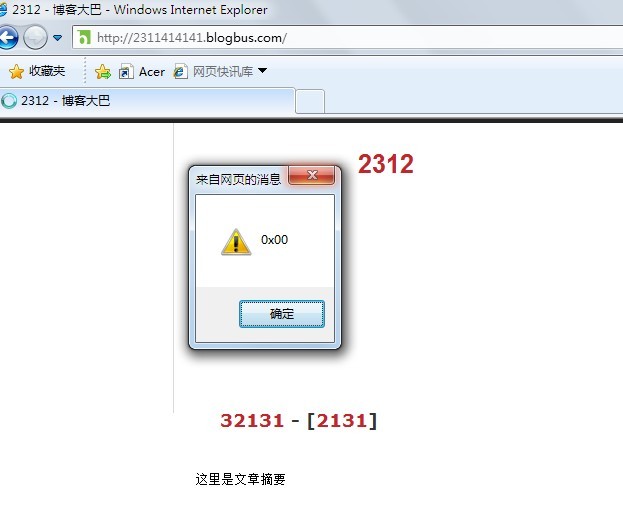 2312 - 博客大巴 - Windows Internet Explorer
http://2311414141.blogbus.com/
收藏夹 Acer 网页快讯库
2312 - 博客大巴
2312
来自网页的消息
0x00
确定
32131 - [2131]
这里是文章摘要